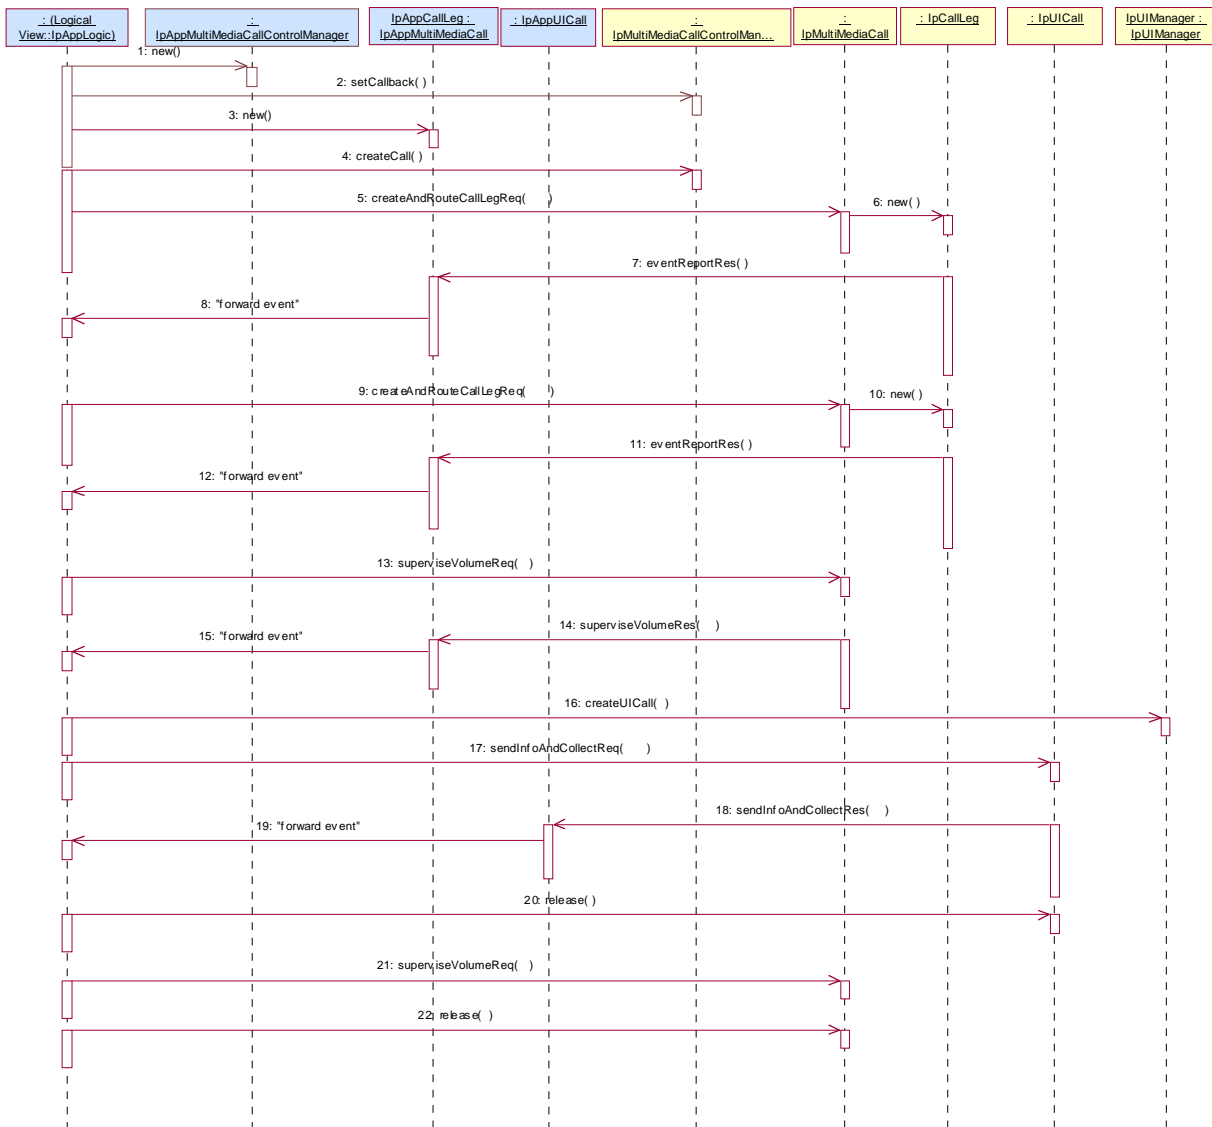 : (Logical
View::IpAppLogic)
:
IpAppMultiMediaCallControlManager
IpAppCallLeg :
IpAppMultiMediaCall
: IpAppUICall
:
IpMultiMediaCallControlMan...
:
IpMultiMediaCall
: IpCallLeg
: IpUICall
IpUIManager :
IpUIManager
1: new()
2: setCallback( )
3: new()
4: createCall( )
5: createAndRouteCallLegReq( )
6: new( )
7: eventReportRes( )
8: "forward event"
9: createAndRouteCallLegReq( )
10: new( )
11: eventReportRes( )
12: "forward event"
13: superviseVolumeReq( )
14: superviseVolumeRes( )
15: "forward event"
16: createUICall( )
17: sendInfoAndCollectReq( )
18: sendInfoAndCollectRes( )
19: "forward event"
20: release( )
21: superviseVolumeReq( )
22: release( )